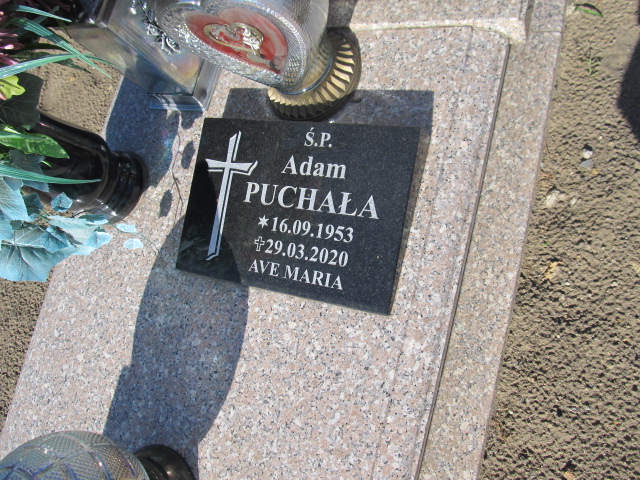 Ś.P.
Adam
PUCHAŁA
✶16.09.1953
✝29.03.2020
AVE MARIA